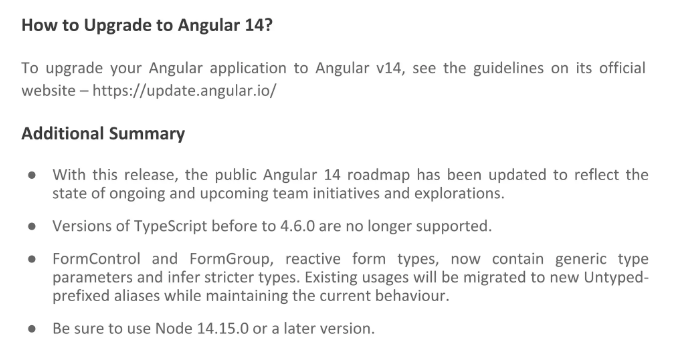 How to Upgrade to Angular 14?
To upgrade your Angular application to Angular v14, see the guidelines on its official
website – https://update.angular.io/
Additional Summary
● With this release, the public Angular 14 roadmap has been updated to reflect the
state of ongoing and upcoming team initiatives and explorations.
● Versions of TypeScript before to 4.6.0 are no longer supported.
● FormControl and FormGroup, reactive form types, now contain generic type
parameters and infer stricter types. Existing usages will be migrated to new Untyped-
prefixed aliases while maintaining the current behaviour.
● Be sure to use Node 14.15.0 or a later version.